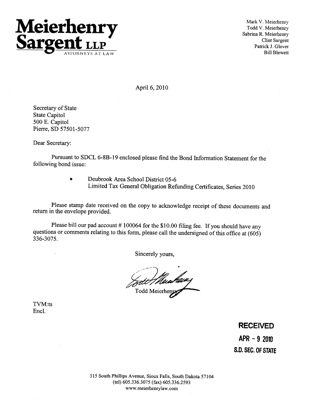 Meierhenry
Sargent LLP
ATTORNEYS AT LAW
Mark V. Meierhenry
Todd V. Meierhenry
Sabrina R. Meierhenry
Clint Sargent
Patrick J. Glover
Bill Blewett
April 6, 2010
Secretary of State
State Capitol
500 E. Capitol
Pierre, SD 57501-5077
Dear Secretary:
Pursuant to SDCL 6-8B-19 enclosed please find the Bond Information Statement for the
following bond issue:
• Deubrook Area School District 05-6
Limited Tax General Obligation Refunding Certificates, Series 2010
Please stamp date received on the copy to acknowledge receipt of these documents and
return in the envelope provided.
Please bill our pad account # 100064 for the $10.00 filing fee. If you should have any
questions or comments relating to this form, please call the undersigned of this office at (605)
336-3075.
Sincerely yours,
Todd Meierhenry
Todd Meierhenry
TVM:rs
Encl.
RECEIVED
APR - 9 2010
S.D. SEC. OF STATE
315 South Phillips Avenue, Sioux Falls, South Dakota 57104
(tel) 605.336.3075 (fax) 605.336.2593
www.meierhenrylaw.com